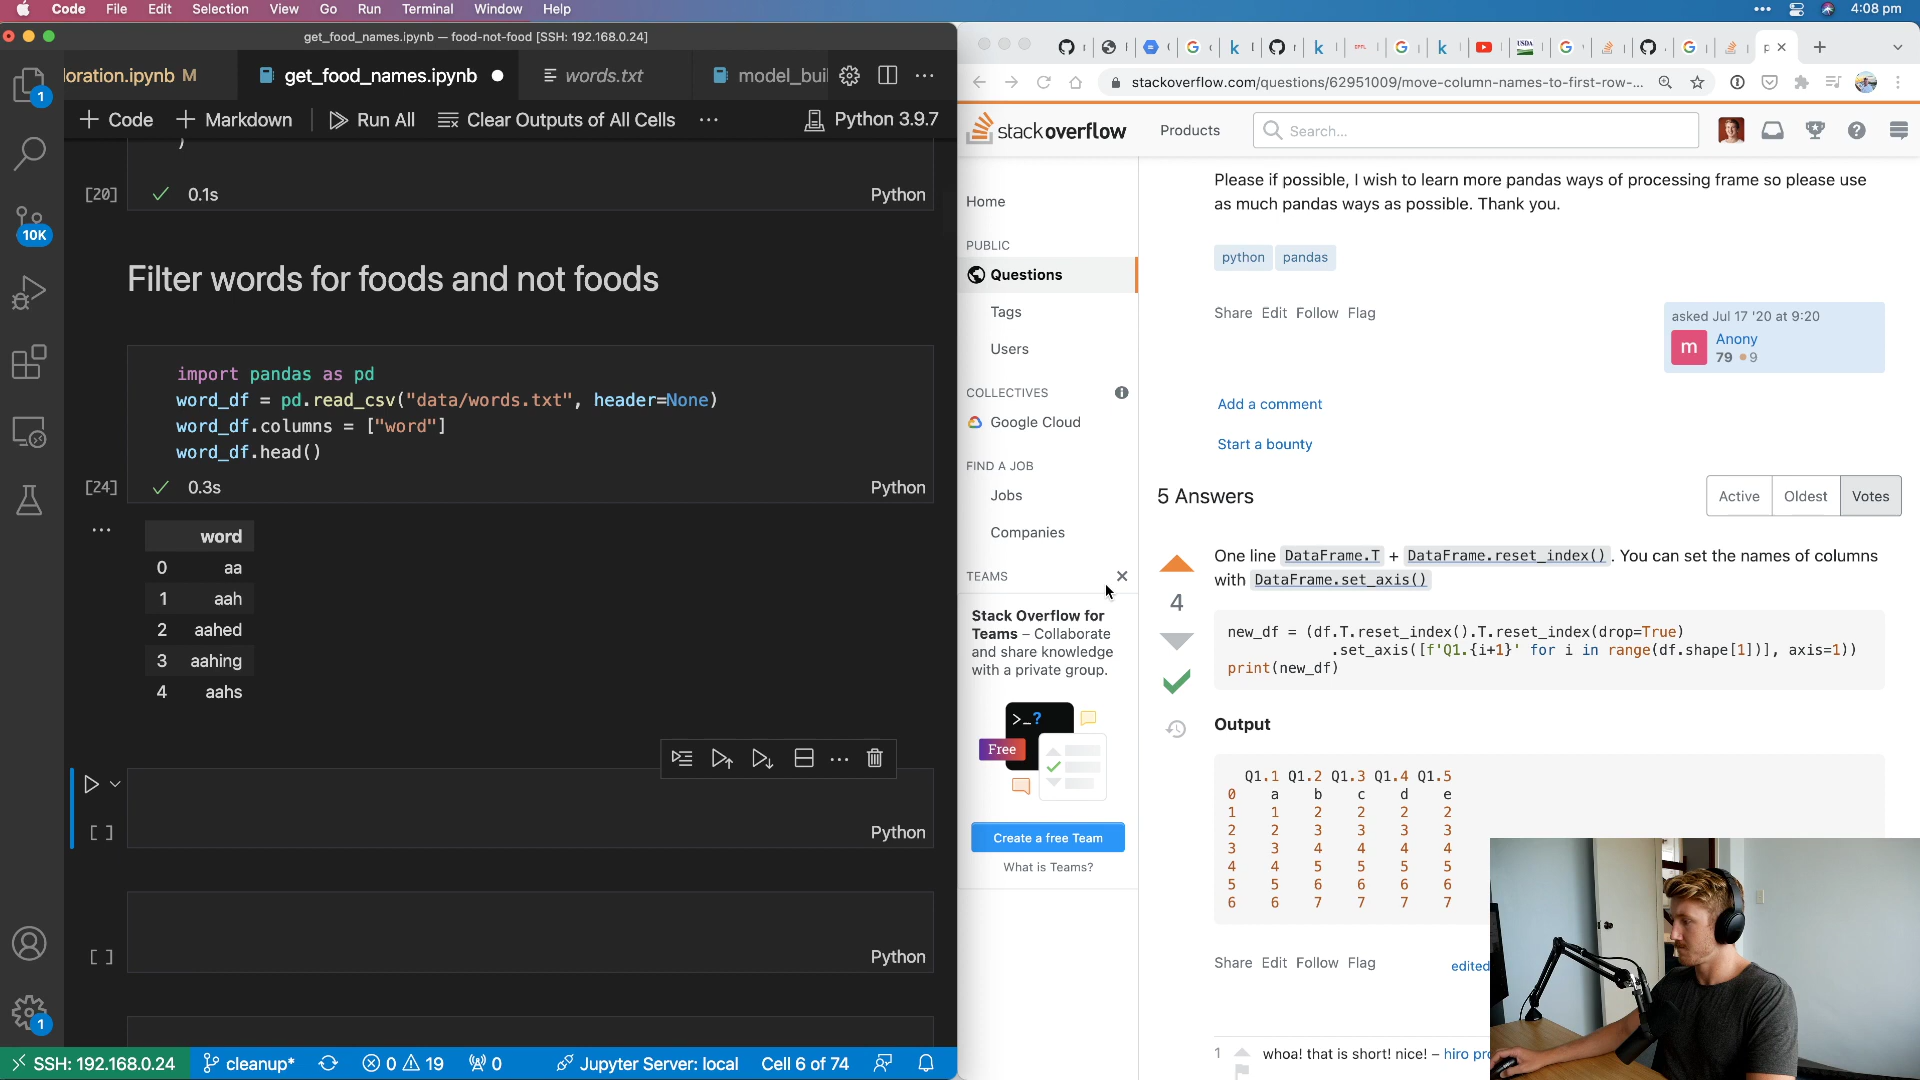 Code File Edit Selection View Go Run Terminal Window Help
4:08 pm
get_food_names.ipynb — food-not-food [SSH: 192.168.0.24]
loration.ipynb M
get_food_names.ipynb
words.txt
model_buil
+ Code + Markdown
Run All
Clear Outputs of All Cells
Python 3.9.7
1
10K
)
[20]
0.1s
Python
Filter words for foods and not foods
import pandas as pd
word_df = pd.read_csv("data/words.txt", header=None)
word_df.columns = ["word"]
word_df.head()
[24]
0.3s
Python
word
0 aa
1 aah
2 aahed
3 aahing
4 aahs
[ ]
Python
[ ]
Python
1
SSH: 192.168.0.24
cleanup*
0
19
0
Jupyter Server: local
Cell 6 of 74
stackoverflow.com/questions/62951009/move-column-names-to-first-row-...
stackoverflow
Products
Search...
Home
PUBLIC
Questions
Tags
Users
COLLECTIVES
Google Cloud
FIND A JOB
Jobs
Companies
TEAMS
Stack Overflow for
Teams – Collaborate
and share knowledge
with a private group.
>_?
Free
Create a free Team
What is Teams?
Please if possible, I wish to learn more pandas ways of processing frame so please use
as much pandas ways as possible. Thank you.
python pandas
Share Edit Follow Flag
asked Jul 17 '20 at 9:20
m
Anony
79 9
Add a comment
Start a bounty
5 Answers
Active Oldest Votes
4
One line DataFrame.T + DataFrame.reset_index() . You can set the names of columns
with DataFrame.set_axis()
new_df = (df.T.reset_index().T.reset_index(drop=True)
.set_axis([f'Q1.{i+1}' for i in range(df.shape[1])], axis=1))
print(new_df)
Output
Q1.1 Q1.2 Q1.3 Q1.4 Q1.5
0 a b c d e
1 1 2 2 2 2
2 2 3 3 3 3
3 3 4 4 4 4
4 4 5 5 5 5
5 5 6 6 6 6
6 6 7 7 7 7
Share Edit Follow Flag
edited
1
whoa! that is short! nice! – hiro pr